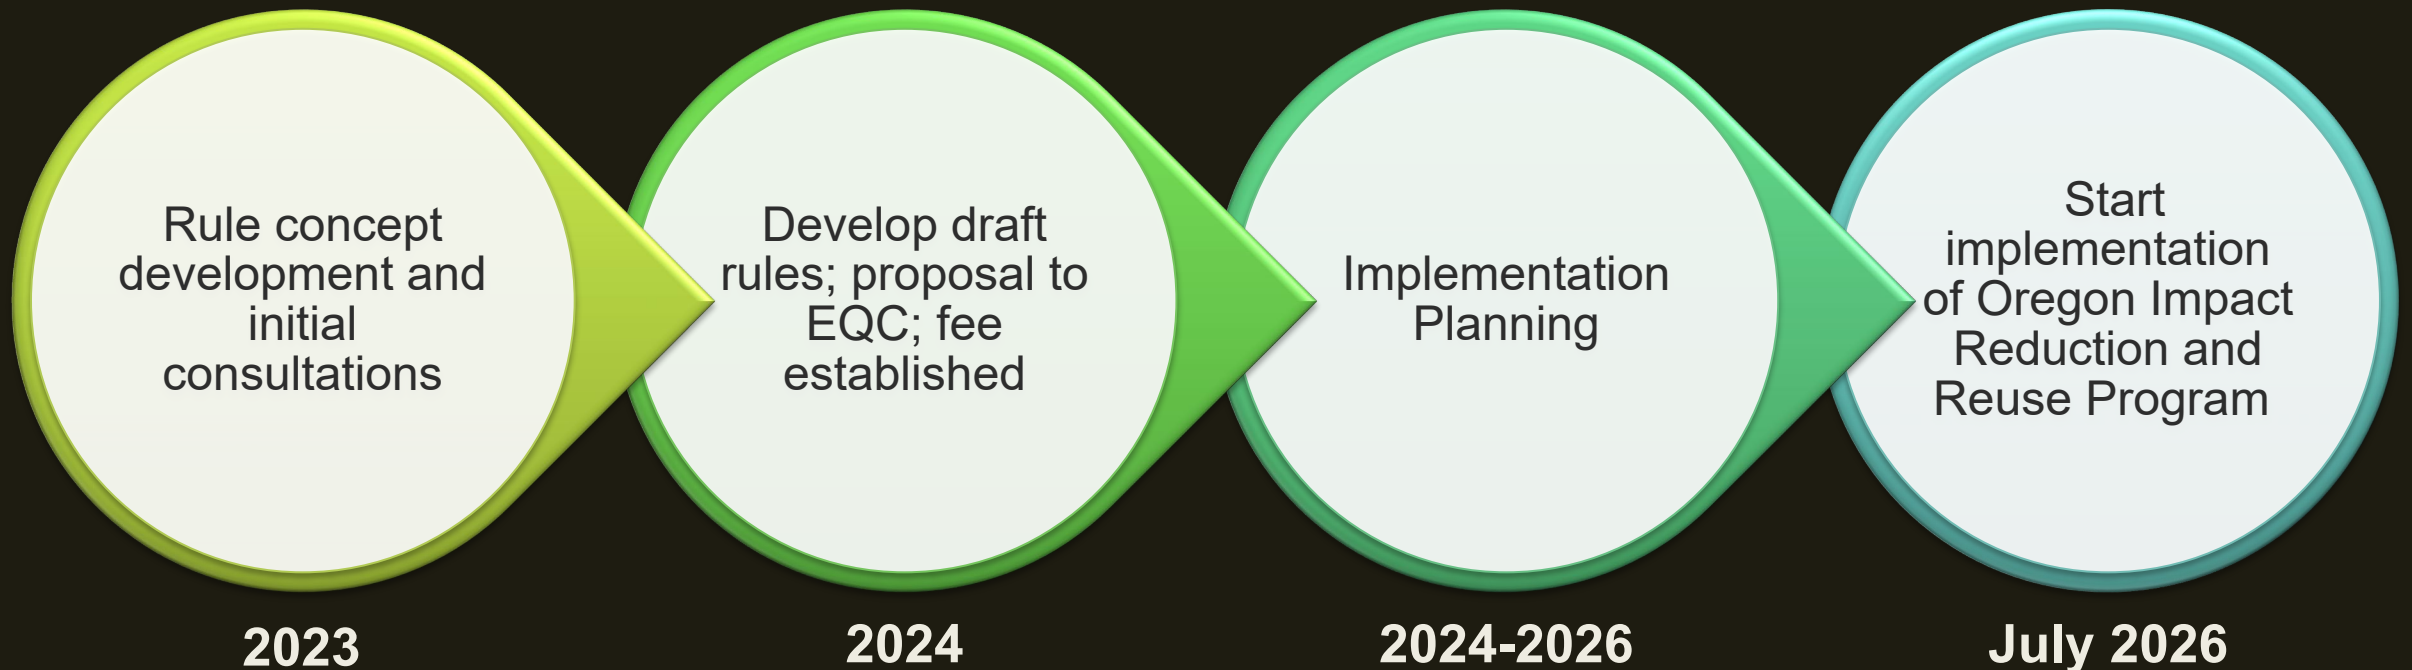 Rule concept
development and
initial
consultations
2023
Develop draft
rules; proposal to
EQC; fee
established
2024
Implementation
Planning
2024-2026
Start
implementation
of Oregon Impact
Reduction and
Reuse Program
July 2026